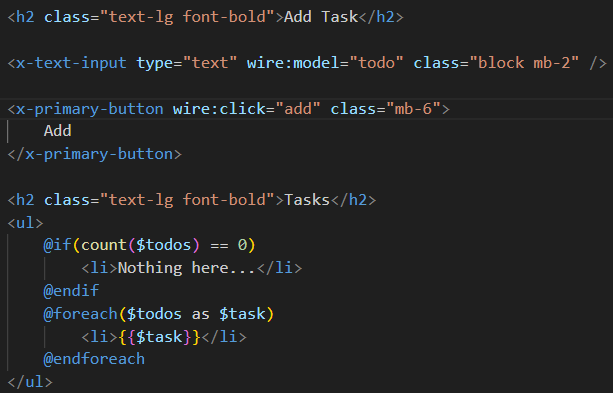 <h2 class="text-lg font-bold">Add Task</h2>
<x-text-input type="text" wire:model="todo" class="block mb-2" />
<x-primary-button wire:click="add" class="mb-6">
Add
</x-primary-button>
<h2 class="text-lg font-bold">Tasks</h2>
<ul>
@if(count($todos) == 0)
<li>Nothing here...</li>
@endif
@foreach($todos as $task)
<li>{{$task}}</li>
@endforeach
</ul>